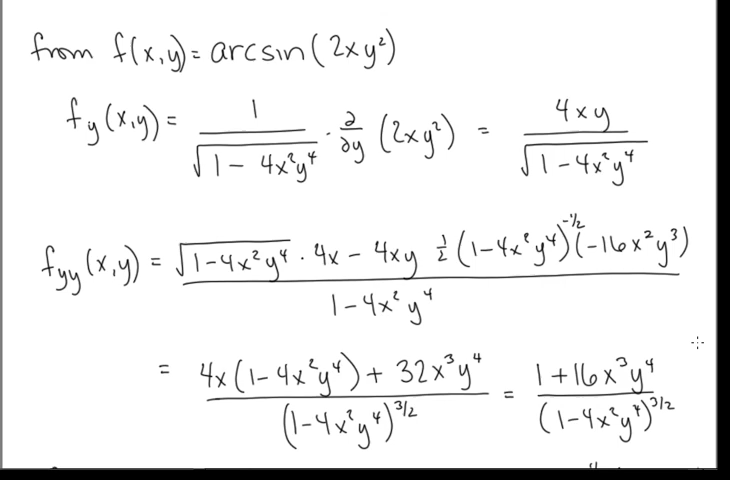 from f(x,y) = arcsin(2xy²)
f_y(x,y) = 1/√(1 − 4x²y⁴) · ∂/∂y (2xy²) = 4xy/√(1 − 4x²y⁴)
f_yy(x,y) = (√(1−4x²y⁴) · 4x − 4xy ½(1−4x²y⁴)^(-1/2)(−16x²y³))/(1−4x²y⁴)
= (4x(1−4x²y⁴) + 32x³y⁴)/(1−4x²y⁴)^(3/2) = (1+16x³y⁴)/(1−4x²y⁴)^(3/2)